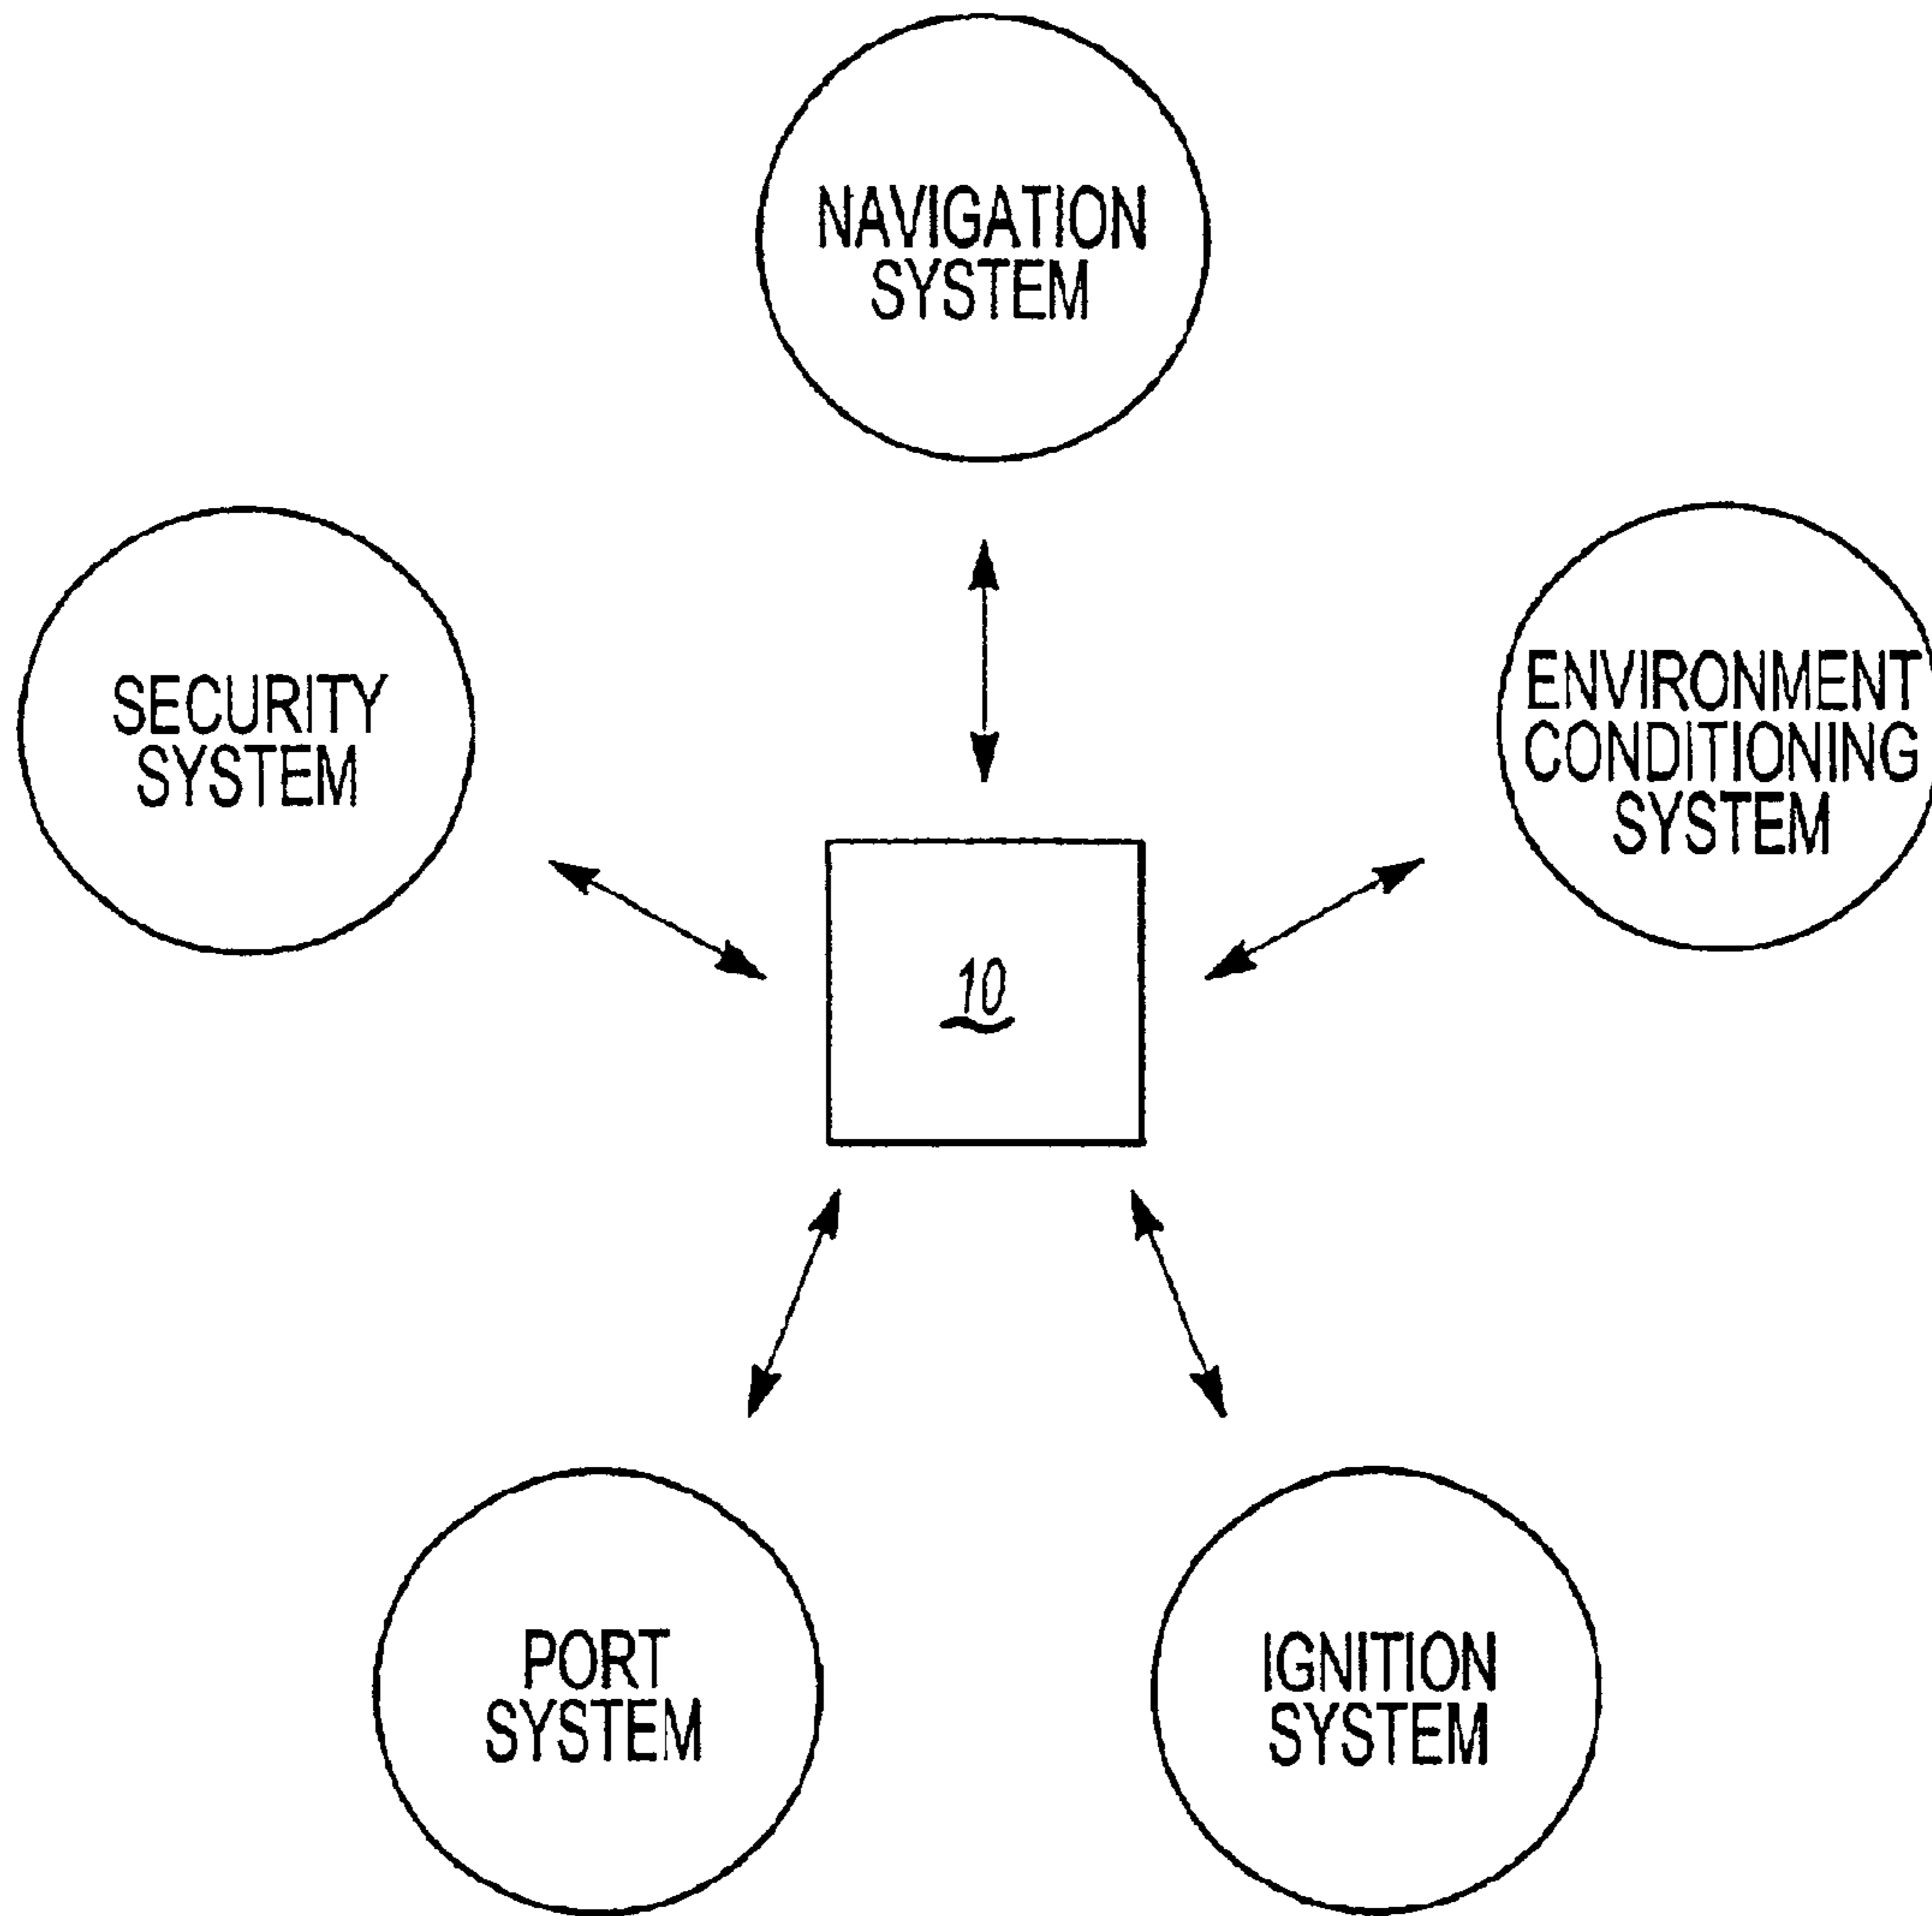 NAVIGATION
SYSTEM
SECURITY
SYSTEM
ENVIRONMENT
CONDITIONING
SYSTEM
10
PORT
SYSTEM
IGNITION
SYSTEM